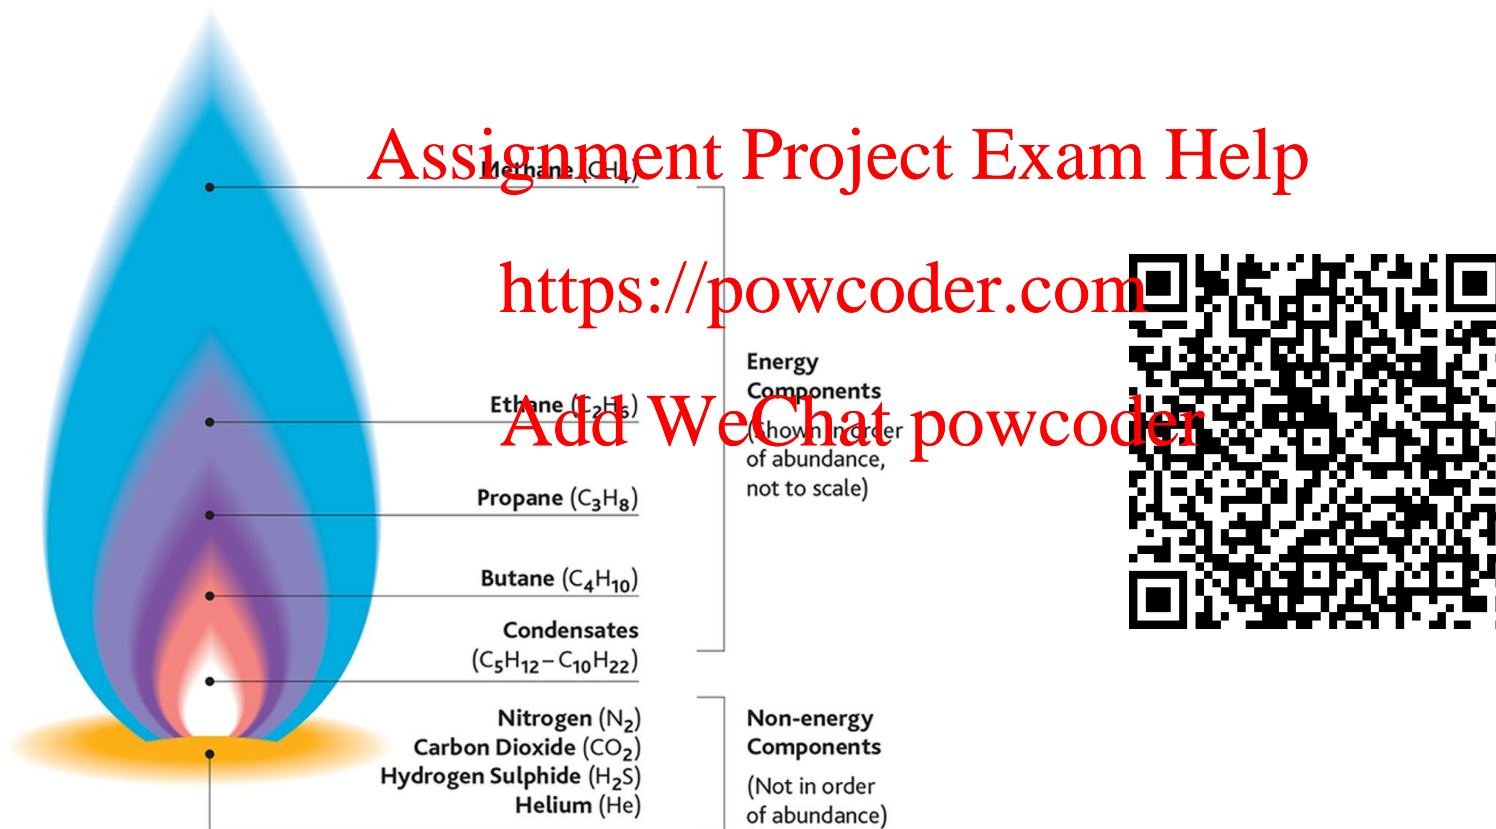 Assignment Project Exam Help
Methane (CH₄)
https://powcoder.com
Energy
Components
Ethane (C₂H₆)
Add WeChat powcoder
(Shown in order
of abundance,
not to scale)
Propane (C₃H₈)
Butane (C₄H₁₀)
Condensates
(C₅H₁₂–C₁₀H₂₂)
Nitrogen (N₂)
Carbon Dioxide (CO₂)
Hydrogen Sulphide (H₂S)
Helium (He)
Non-energy
Components
(Not in order
of abundance)